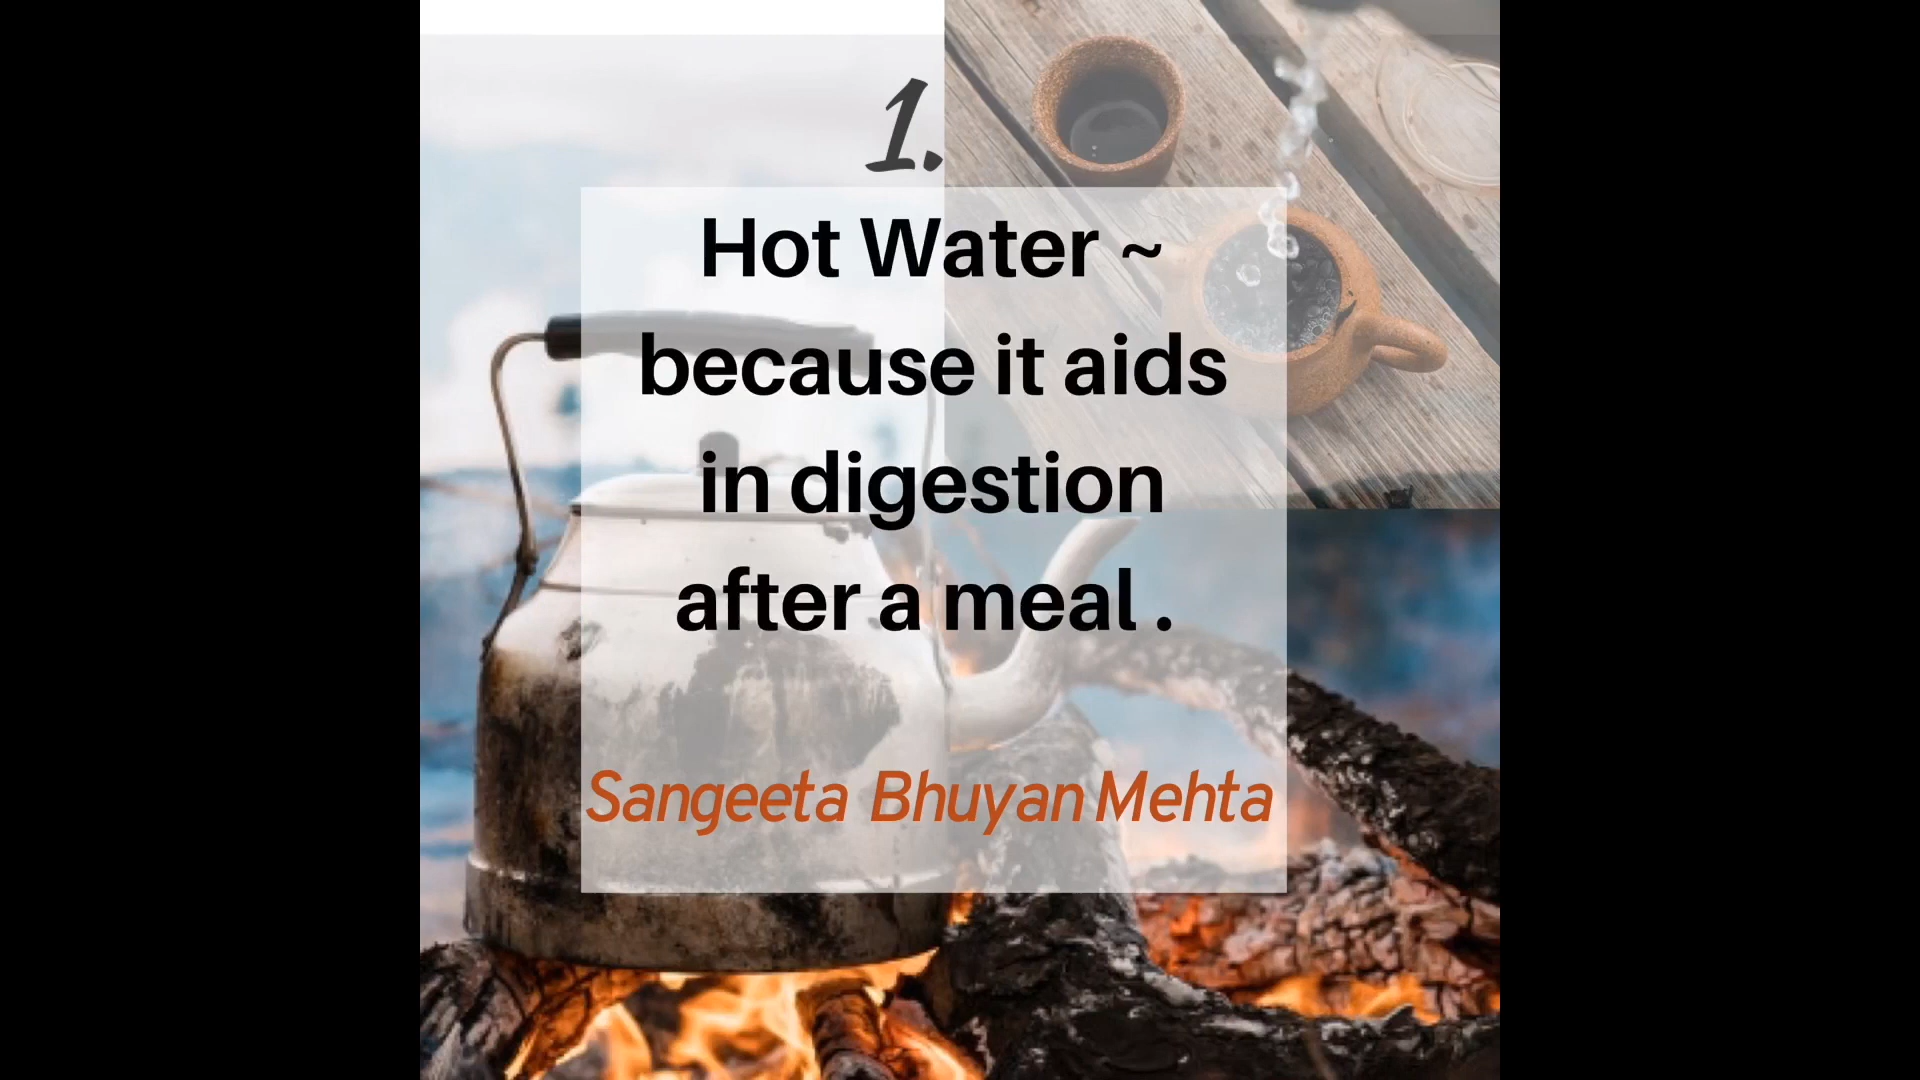 1.
Hot Water ~
because it aids
in digestion
after a meal .
Sangeeta Bhuyan Mehta